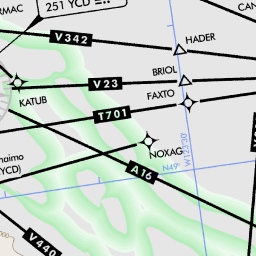 RMAC
251 YCD
CAN
V342
HADER
BRIOL
V23
KATUB
FAXTO
T701
W123°30'
NOXAG
N49°
naimo
YCD)
A16
V440